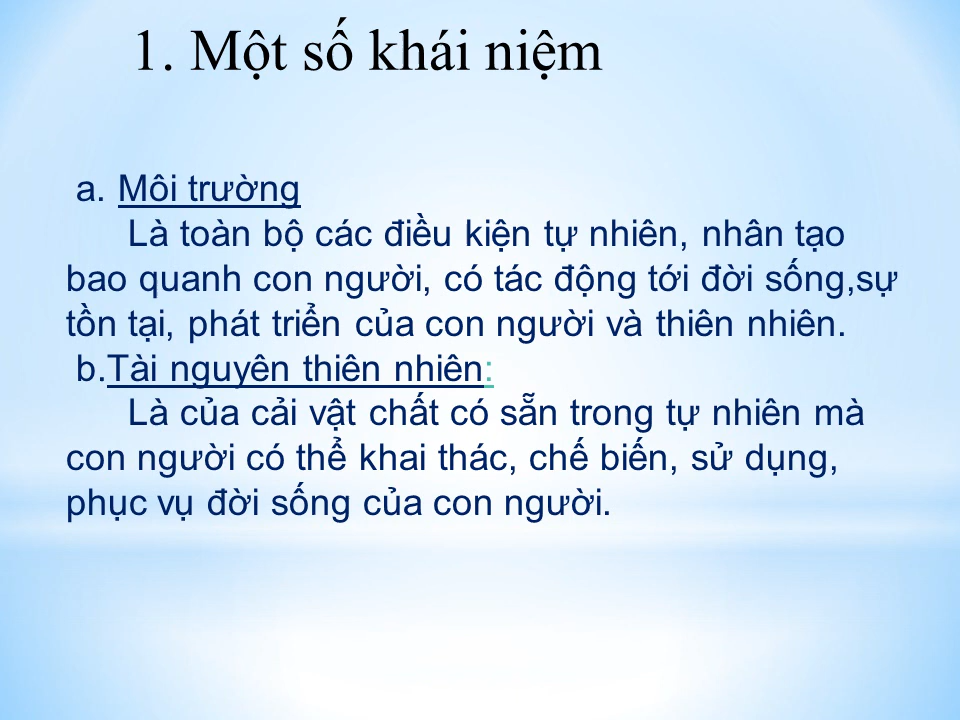 1. Một số khái niệm
a. Môi trường
Là toàn bộ các điều kiện tự nhiên, nhân tạo
bao quanh con người, có tác động tới đời sống,sự
tồn tại, phát triển của con người và thiên nhiên.
b.Tài nguyên thiên nhiên:
Là của cải vật chất có sẵn trong tự nhiên mà
con người có thể khai thác, chế biến, sử dụng,
phục vụ đời sống của con người.